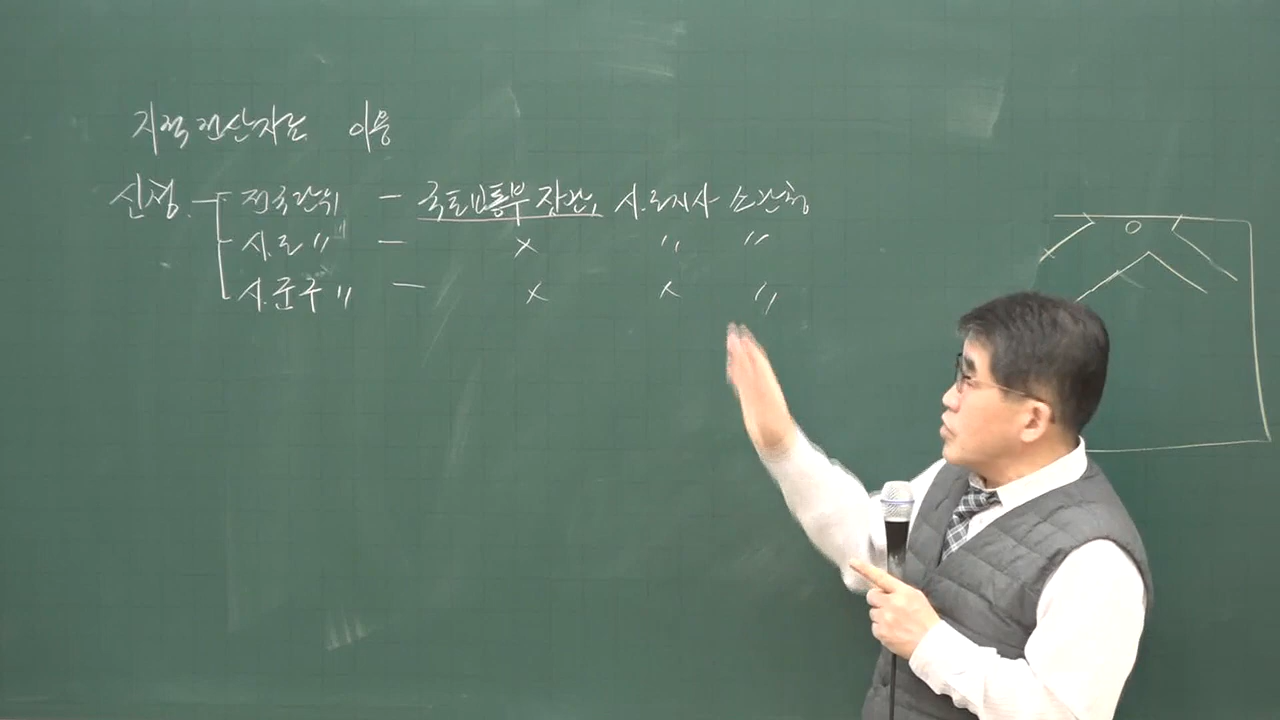 지적전산자료 이용
신청 - 전국단위 - 국토교통부 장관, 시.도지사 소관청
시.도 〃 - × 〃 〃
시.군.구 〃 - × × 〃